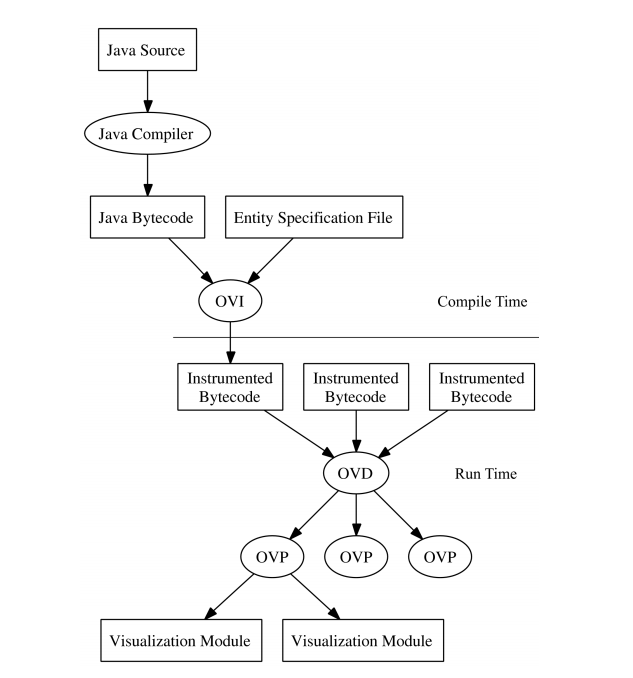 Java Source
Java Compiler
Java Bytecode
Entity Specification File
OVI
Compile Time
Instrumented
Bytecode
Instrumented
Bytecode
Instrumented
Bytecode
OVD
Run Time
OVP
OVP
OVP
Visualization Module
Visualization Module